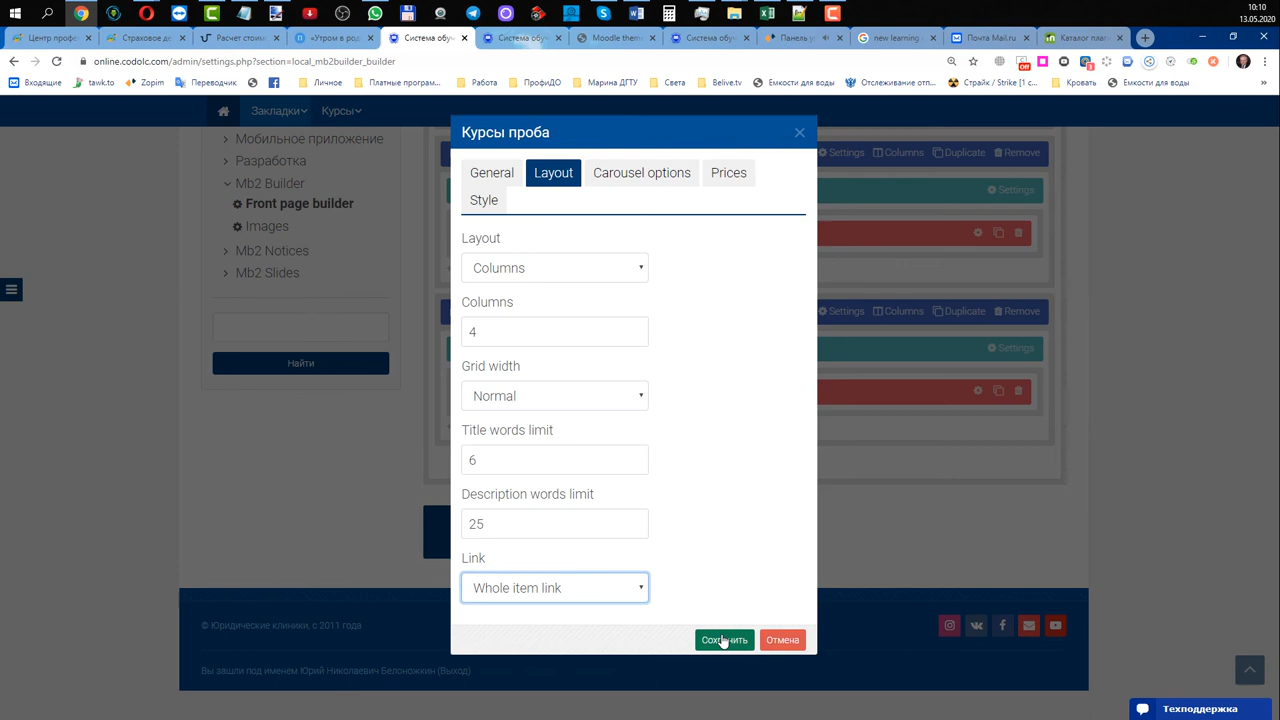 10:10
13.05.2020
Центр профе
Страховое де
Расчет стоим
«Утром в род
Система обуч
Система обуч
Moodle them
Система обуч
Панель у
new learning
Почта Mail.ru
Каталог плаг
online.codolc.com/admin/settings.php?section=local_mb2builder_builder
Входящие
tawk.to
Zopim
Переводчик
Личное
Платные програм...
Работа
ПрофиДО
Марина ДГТУ
Света
Belive.tv
Емкости для воды
Отслеживание отп...
Страйк / Strike [1 с...
Кровать
Емкости для воды
Закладки
Курсы
Мобильное приложение
Разработка
Mb2 Builder
Front page builder
Images
Mb2 Notices
Mb2 Slides
Найти
Settings Columns Duplicate Remove
Settings
Settings Columns Duplicate Remove
Settings
Курсы проба
General Layout Carousel options Prices
Style
Layout
Columns
Columns
4
Grid width
Normal
Title words limit
6
Description words limit
25
Link
Whole item link
Сохранить Отмена
© Юридические клиники, с 2011 года
Вы зашли под именем Юрий Николаевич Белоножкин (Выход)
Техподдержка